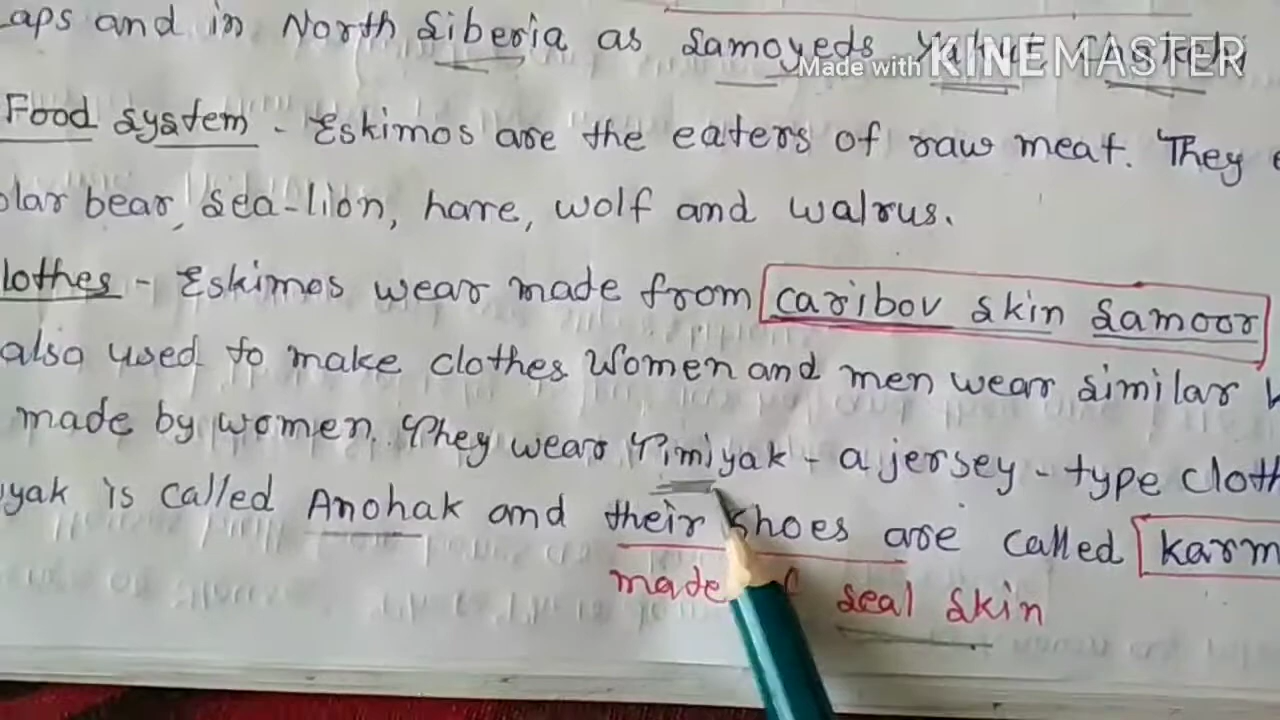 aps and in North Siberia as Samoyeds Yakut
Made with KINEMASTER
Food system - Eskimos are the eaters of raw meat. They
olar bear, sea-lion, hare, wolf and walrus.
lothes - Eskimos wear made from caribov skin Samoor
also used to make clothes Women and men wear similar
made by women. They wear Timiyak - a jersey - type cloth
yak is called Anohak and their shoes are called karm
made seal skin